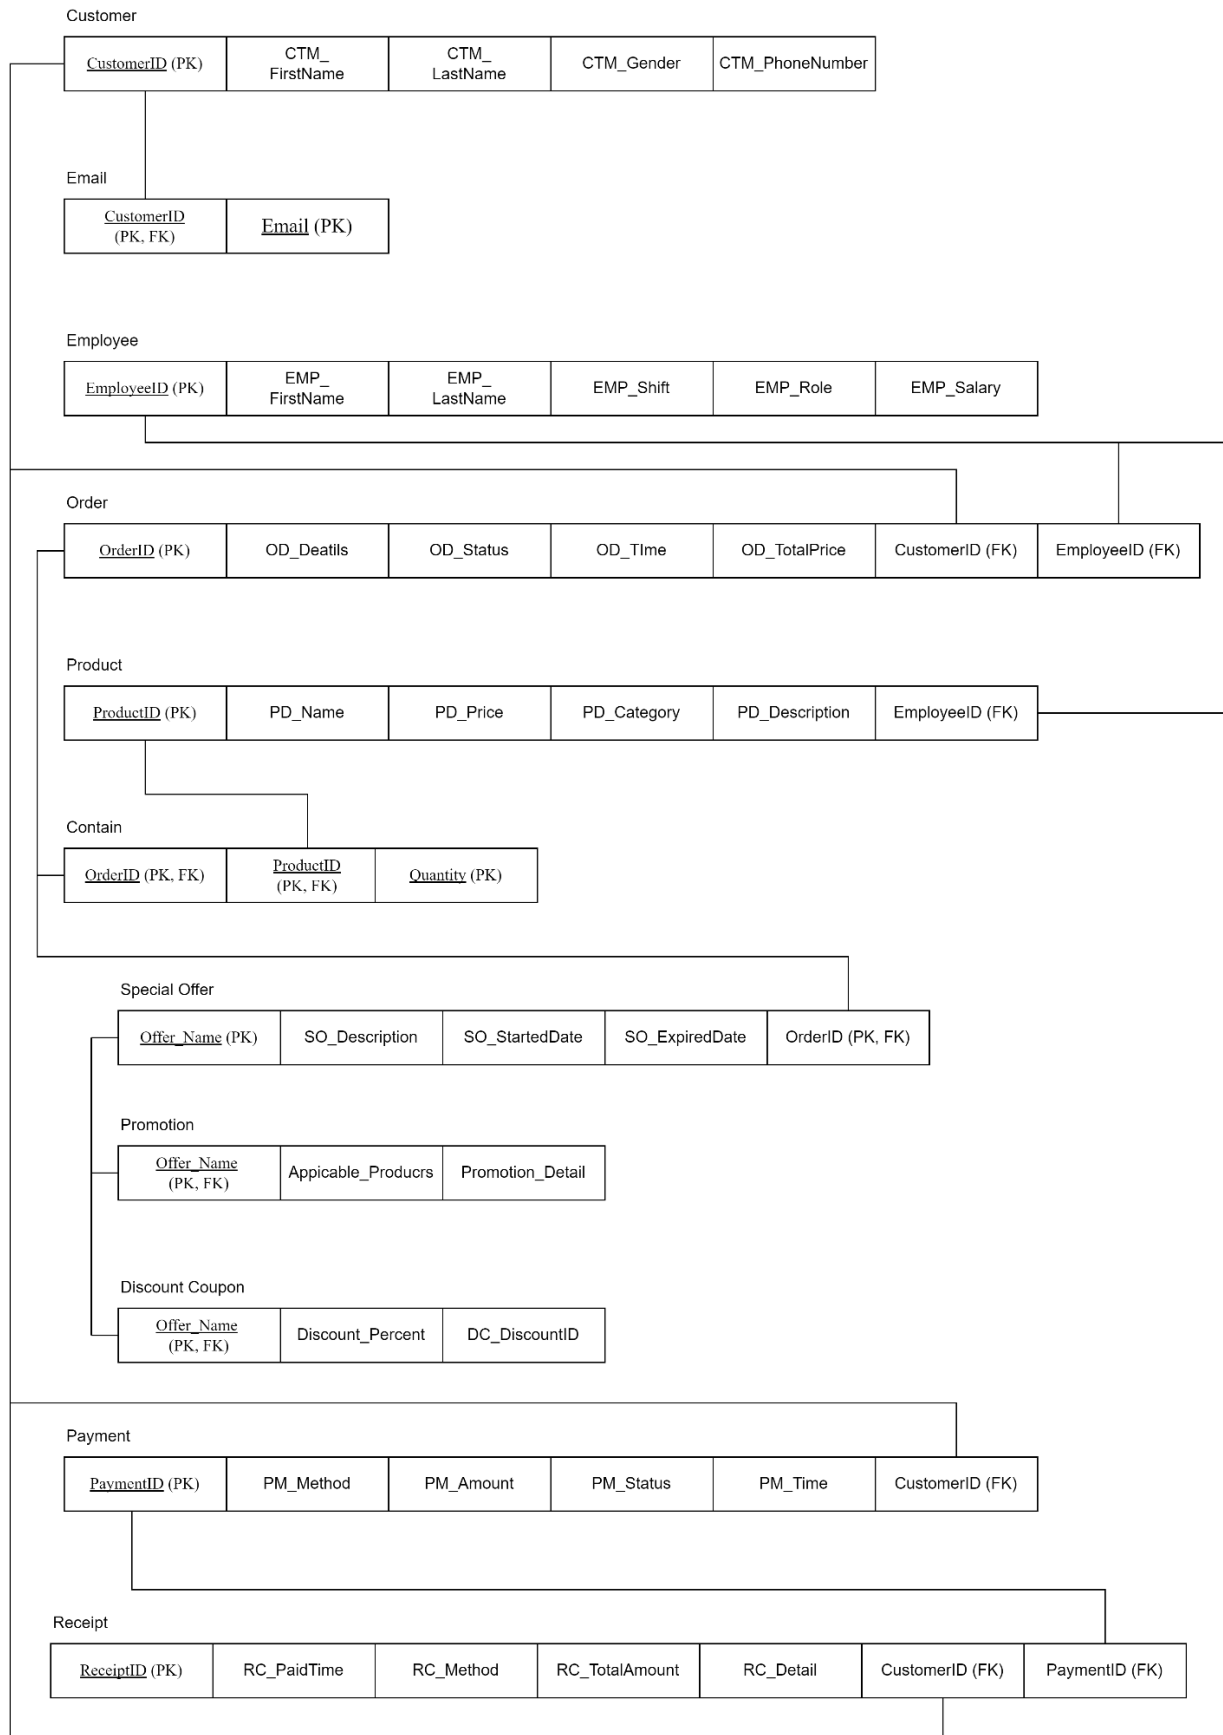 Customer
CustomerID (PK)
CTM_
FirstName
CTM_
LastName
CTM_Gender
CTM_PhoneNumber
Email
CustomerID
(PK, FK)
Email (PK)
Employee
EmployeeID (PK)
EMP_
FirstName
EMP_
LastName
EMP_Shift
EMP_Role
EMP_Salary
Order
OrderID (PK)
OD_Deatils
OD_Status
OD_TIme
OD_TotalPrice
CustomerID (FK)
EmployeeID (FK)
Product
ProductID (PK)
PD_Name
PD_Price
PD_Category
PD_Description
EmployeeID (FK)
Contain
OrderID (PK, FK)
ProductID
(PK, FK)
Quantity (PK)
Special Offer
Offer_Name (PK)
SO_Description
SO_StartedDate
SO_ExpiredDate
OrderID (PK, FK)
Promotion
Offer_Name
(PK, FK)
Appicable_Producrs
Promotion_Detail
Discount Coupon
Offer_Name
(PK, FK)
Discount_Percent
DC_DiscountID
Payment
PaymentID (PK)
PM_Method
PM_Amount
PM_Status
PM_Time
CustomerID (FK)
Receipt
ReceiptID (PK)
RC_PaidTime
RC_Method
RC_TotalAmount
RC_Detail
CustomerID (FK)
PaymentID (FK)